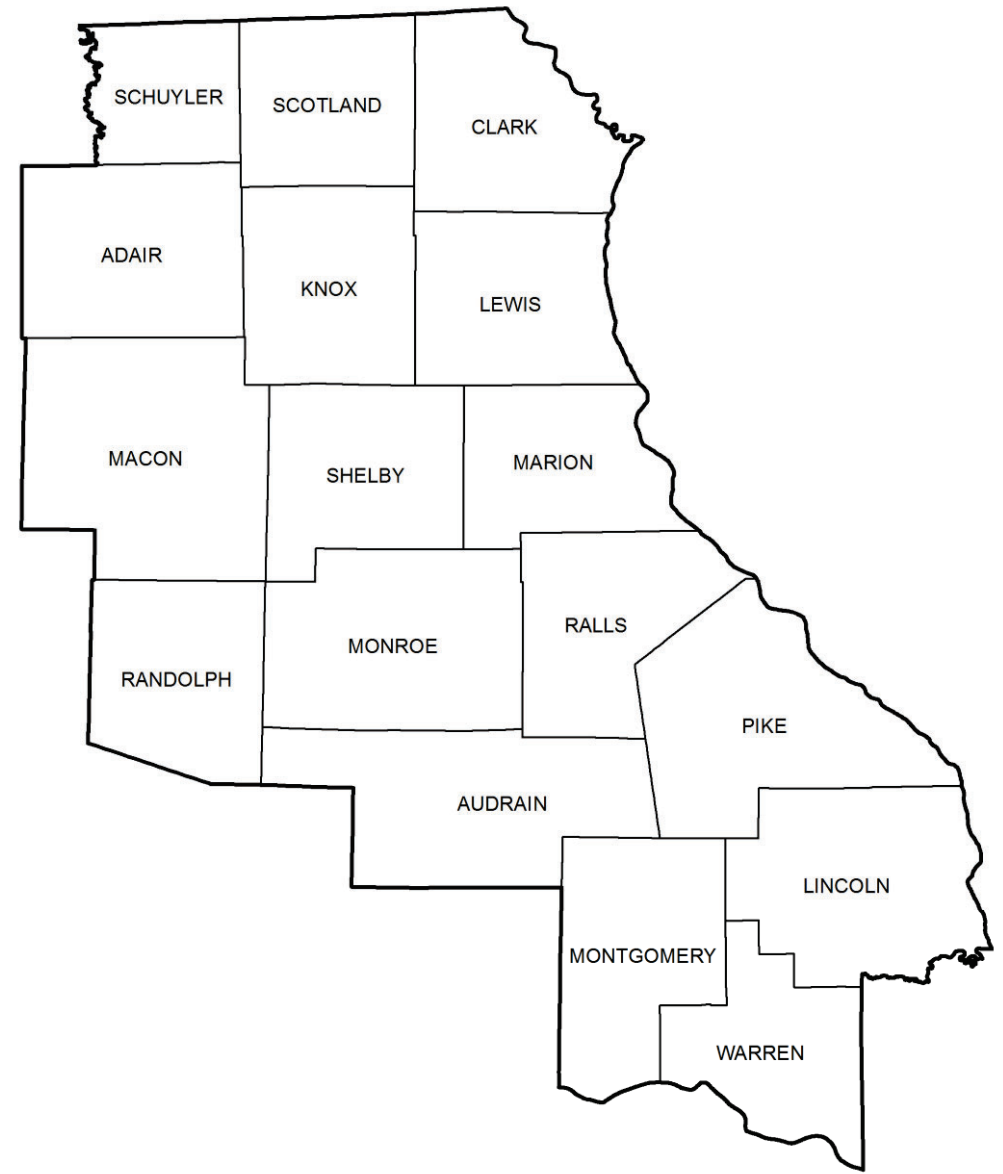 SCHUYLER
SCOTLAND
CLARK
ADAIR
KNOX
LEWIS
MACON
SHELBY
MARION
RANDOLPH
MONROE
RALLS
PIKE
AUDRAIN
LINCOLN
MONTGOMERY
WARREN